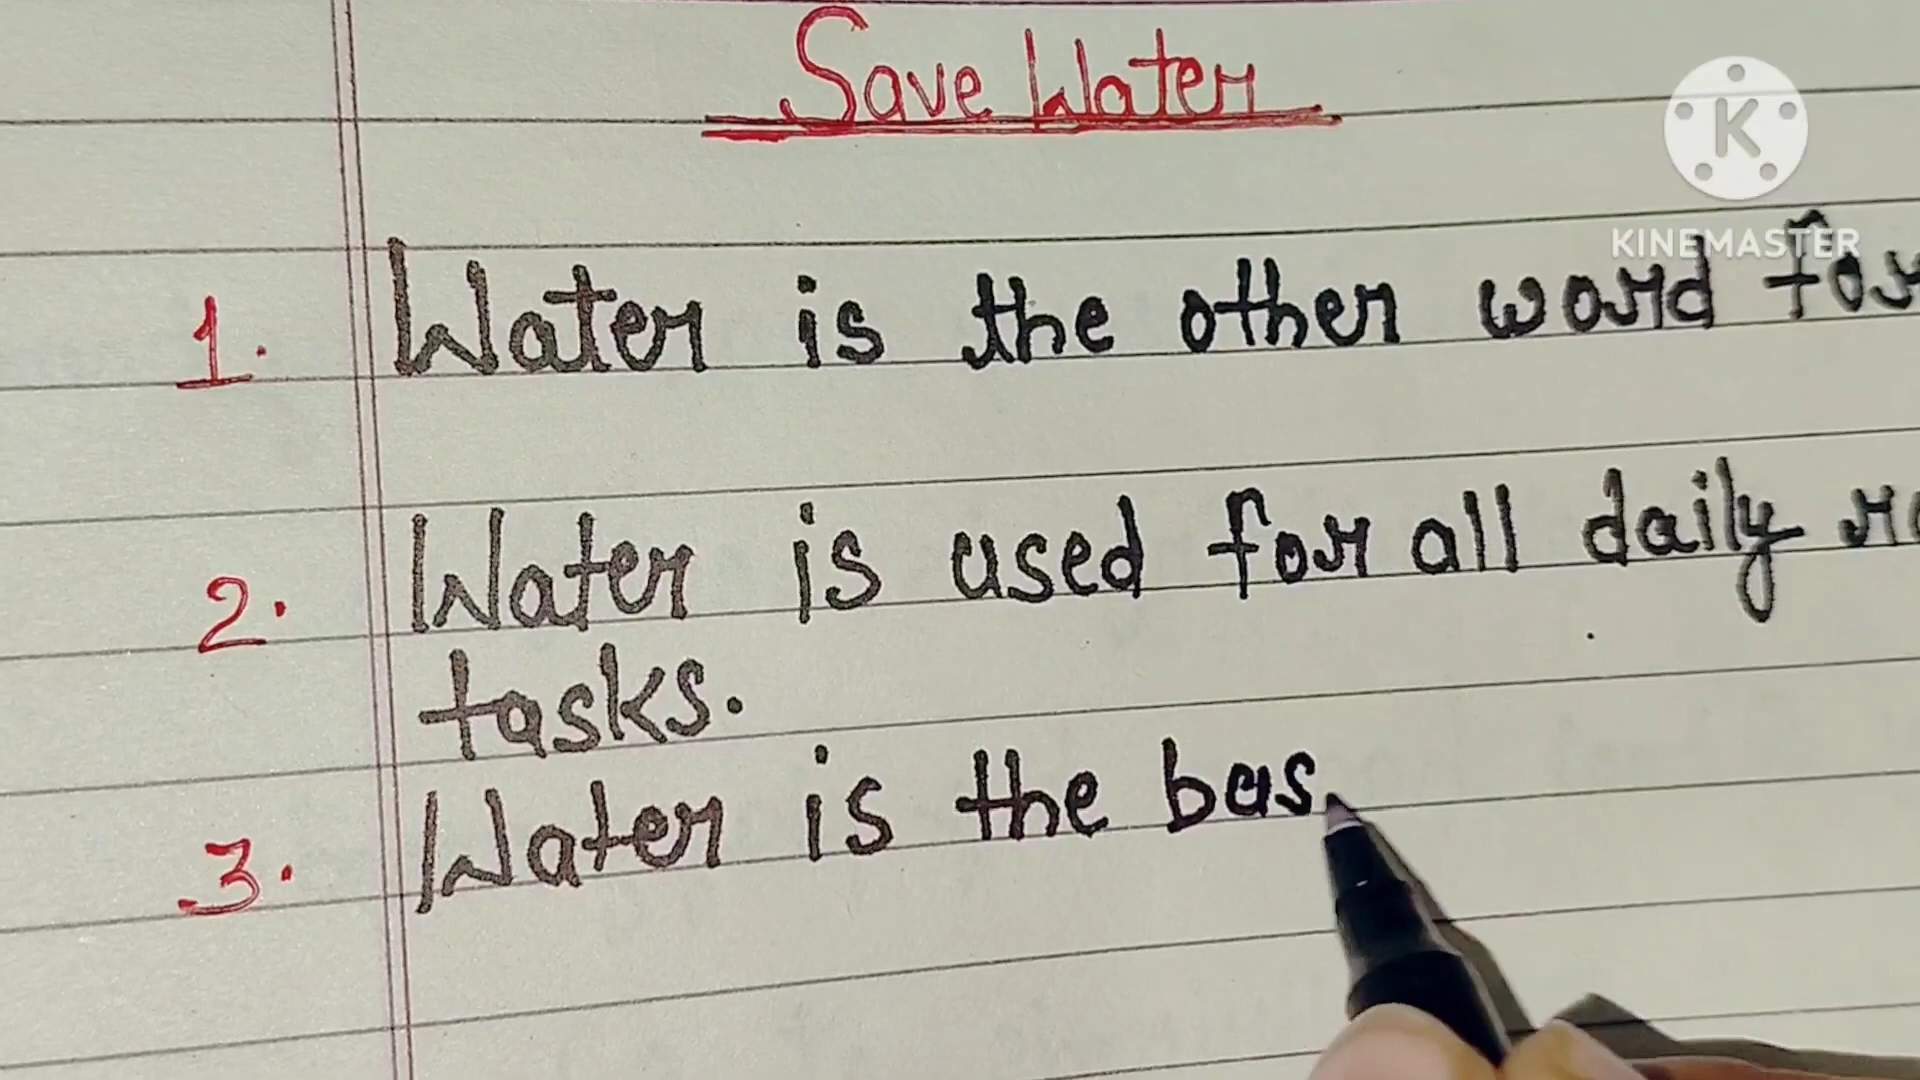 Save Water
KINEMASTER
1. Water is the other word for
2. Water is used for all daily
tasks.
3. Water is the bas